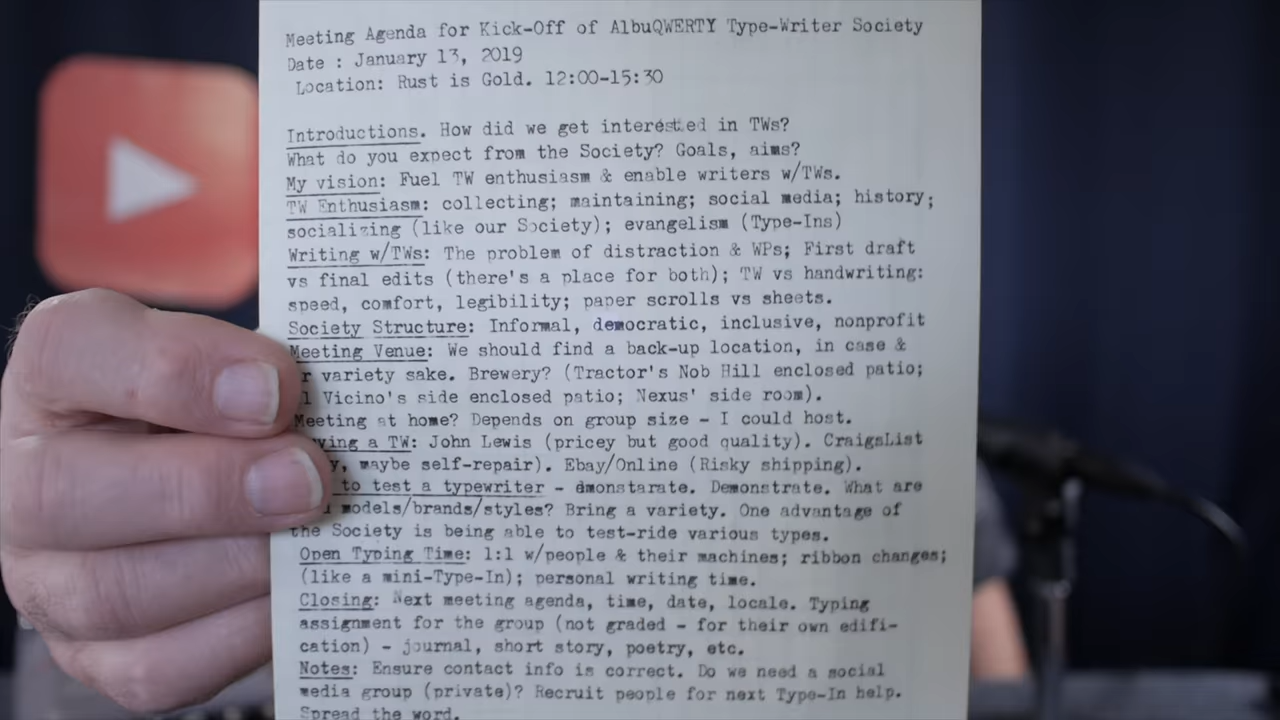 Meeting Agenda for Kick-Off of AlbuQWERTY Type-Writer Society
Date : January 13, 2019
Location: Rust is Gold. 12:00-15:30
Introductions. How did we get interested in TWs?
What do you expect from the Society? Goals, aims?
My vision: Fuel TW enthusiasm & enable writers w/TWs.
TW Enthusiasm: collecting; maintaining; social media; history;
socializing (like our Society); evangelism (Type-Ins)
Writing w/TWs: The problem of distraction & WPs; First draft
vs final edits (there's a place for both); TW vs handwriting:
speed, comfort, legibility; paper scrolls vs sheets.
Society Structure: Informal, democratic, inclusive, nonprofit
Meeting Venue: We should find a back-up location, in case &
r variety sake. Brewery? (Tractor's Nob Hill enclosed patio;
l Vicino's side enclosed patio; Nexus' side room).
Meeting at home? Depends on group size - I could host.
ying a TW: John Lewis (pricey but good quality). CraigsList
y, maybe self-repair). Ebay/Online (Risky shipping).
to test a typewriter - dmonstarate. Demonstrate. What are
models/brands/styles? Bring a variety. One advantage of
the Society is being able to test-ride various types.
Open Typing Time: 1:1 w/people & their machines; ribbon changes;
(like a mini-Type-In); personal writing time.
Closing: Next meeting agenda, time, date, locale. Typing
assignment for the group (not graded - for their own edifi-
cation) - journal, short story, poetry, etc.
Notes: Ensure contact info is correct. Do we need a social
media group (private)? Recruit people for next Type-In help.
Spread the word.